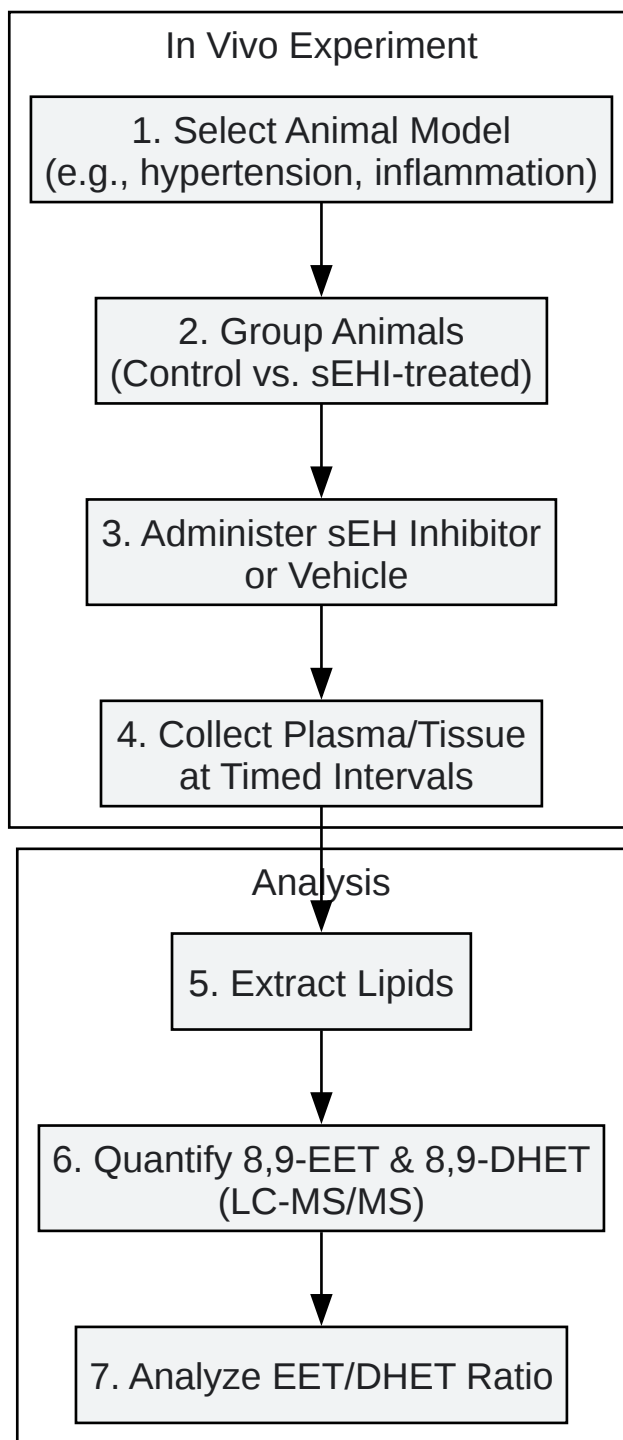 In Vivo Experiment
1. Select Animal Model
(e.g., hypertension, inflammation)
2. Group Animals
(Control vs. sEHI-treated)
3. Administer sEH Inhibitor
or Vehicle
4. Collect Plasma/Tissue
at Timed Intervals
Analysis
5. Extract Lipids
6. Quantify 8,9-EET & 8,9-DHET
(LC-MS/MS)
7. Analyze EET/DHET Ratio